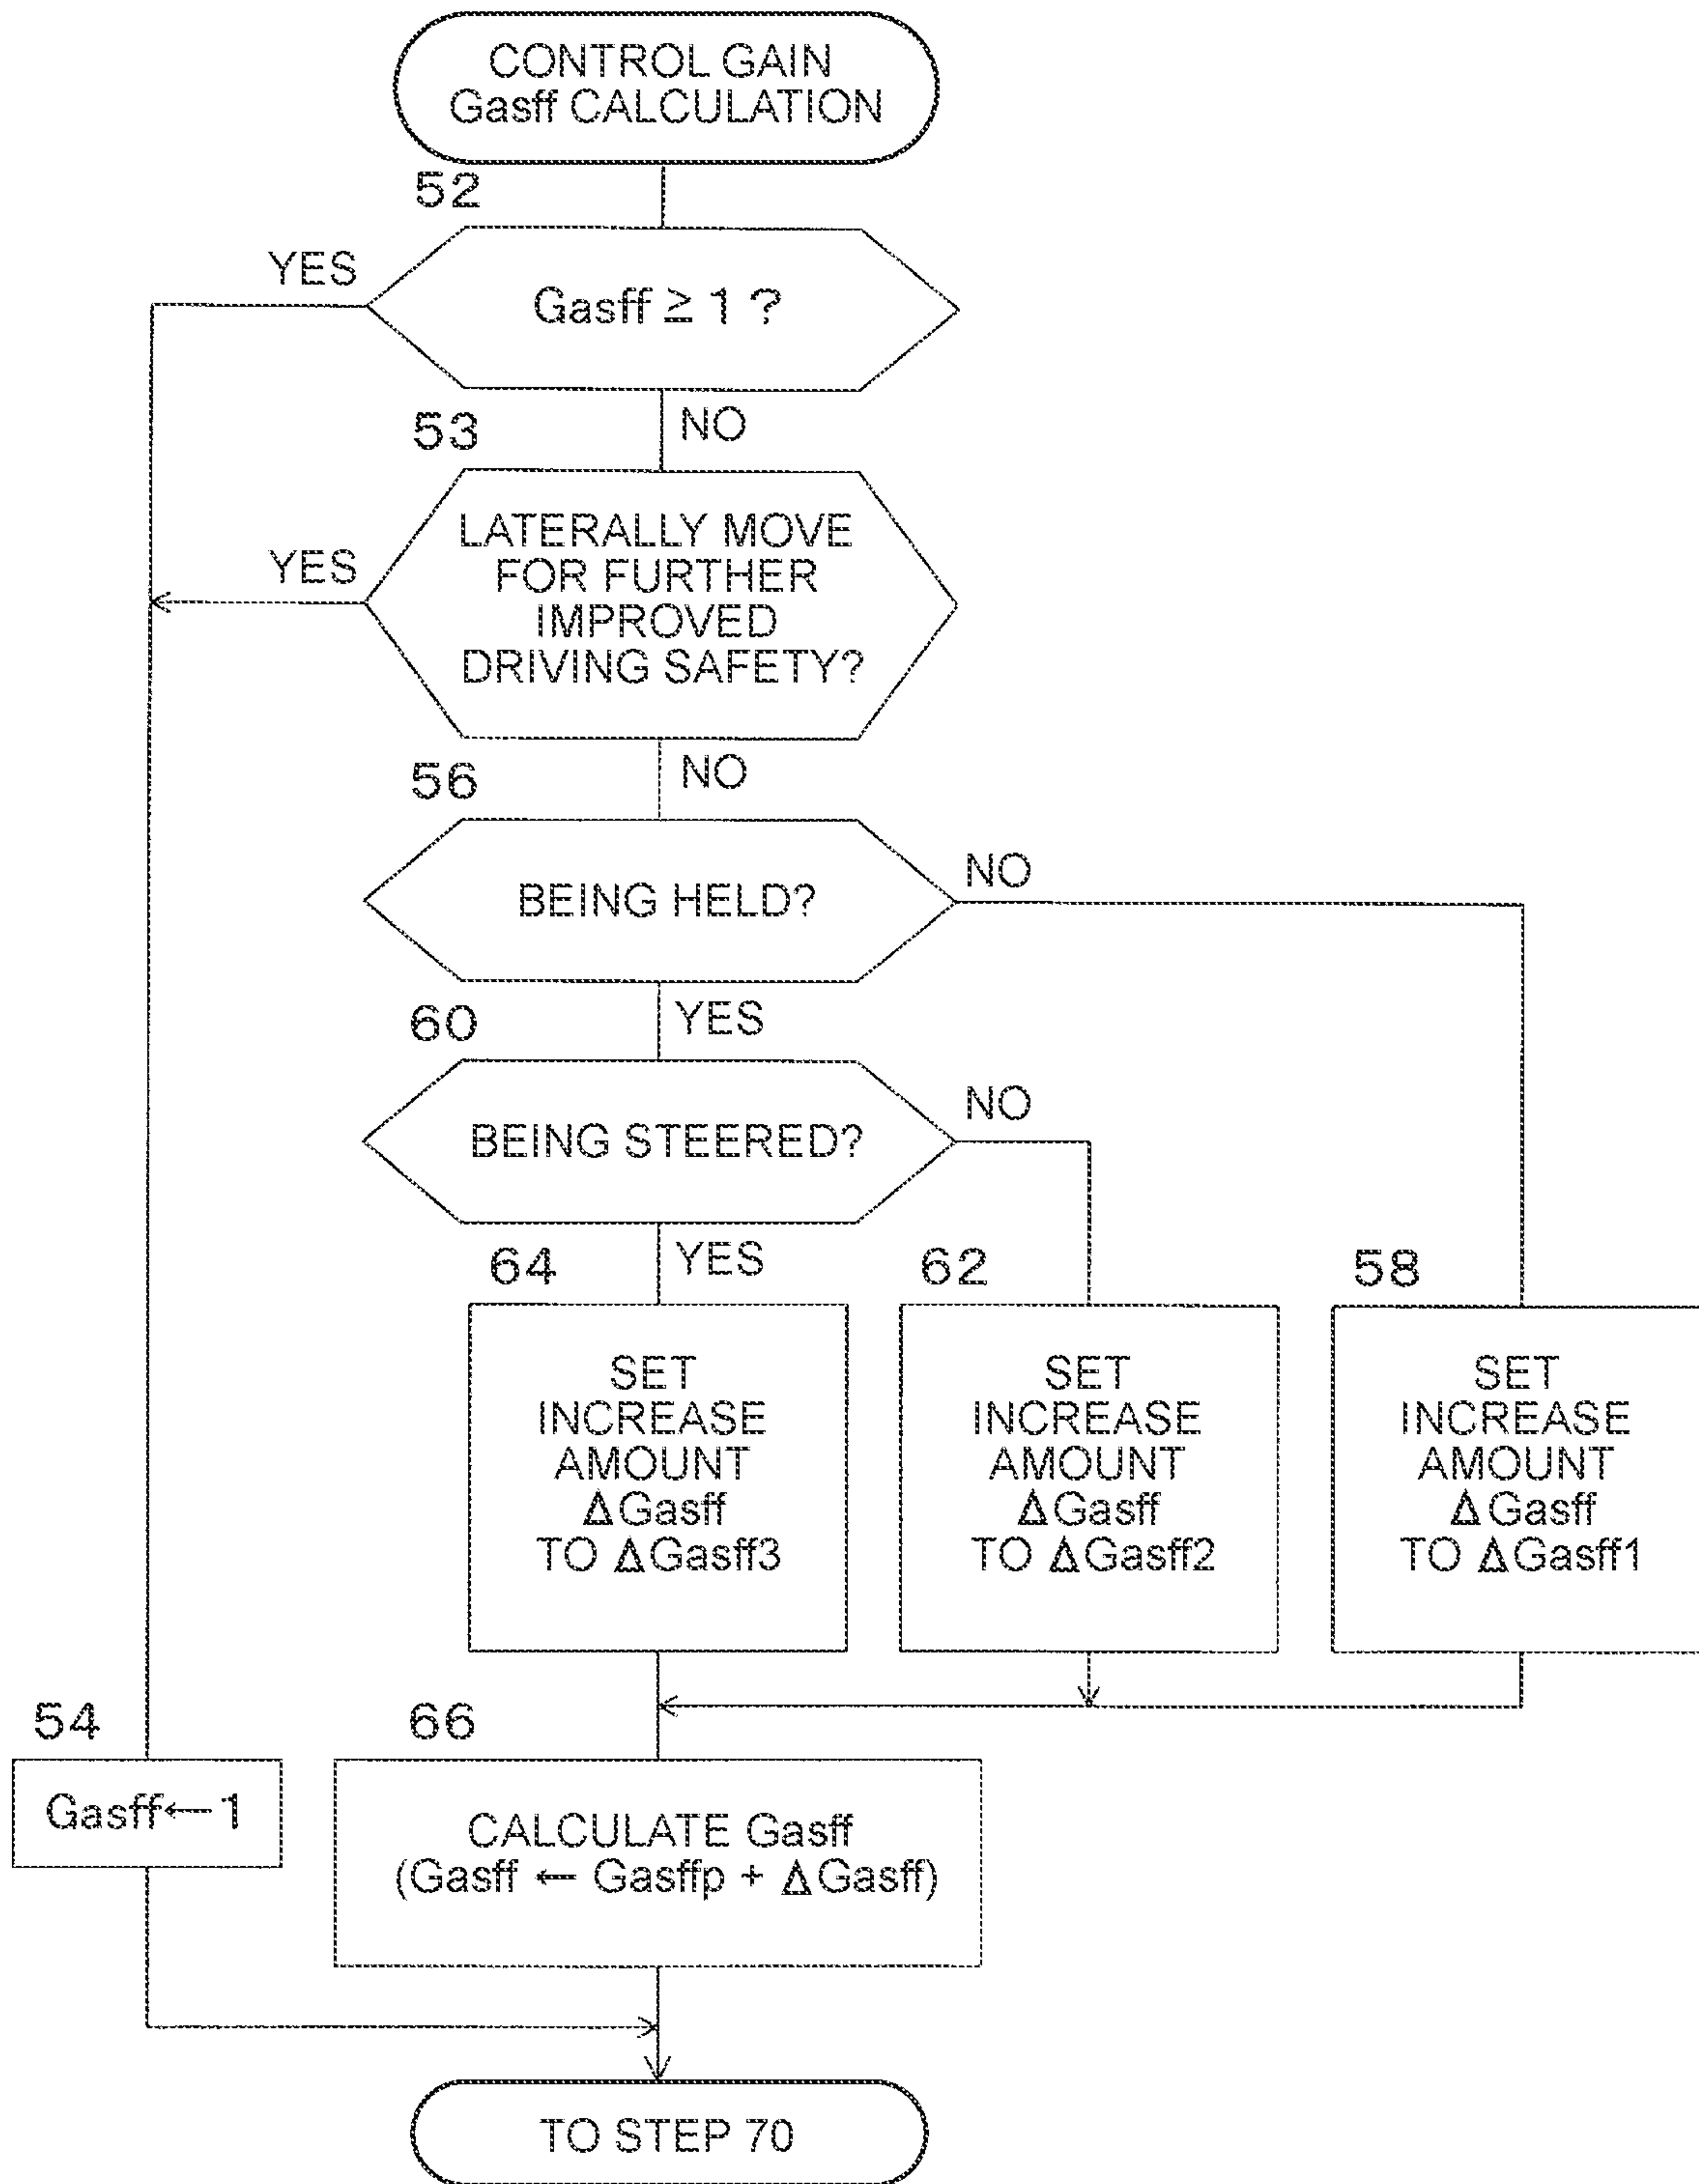 CONTROL GAIN
Gasff CALCULATION
52
YES
Gasff ≧ 1 ?
NO
53
YES
LATERALLY MOVE
FOR FURTHER
IMPROVED
DRIVING SAFETY?
NO
56
BEING HELD?
NO
YES
60
BEING STEERED?
NO
YES
64
SET
INCREASE
AMOUNT
ΔGasff
TO ΔGasff3
62
SET
INCREASE
AMOUNT
ΔGasff
TO ΔGasff2
58
SET
INCREASE
AMOUNT
ΔGasff
TO ΔGasff1
54
Gasff←1
66
CALCULATE Gasff
(Gasff ← Gasffp + ΔGasff)
TO STEP 70